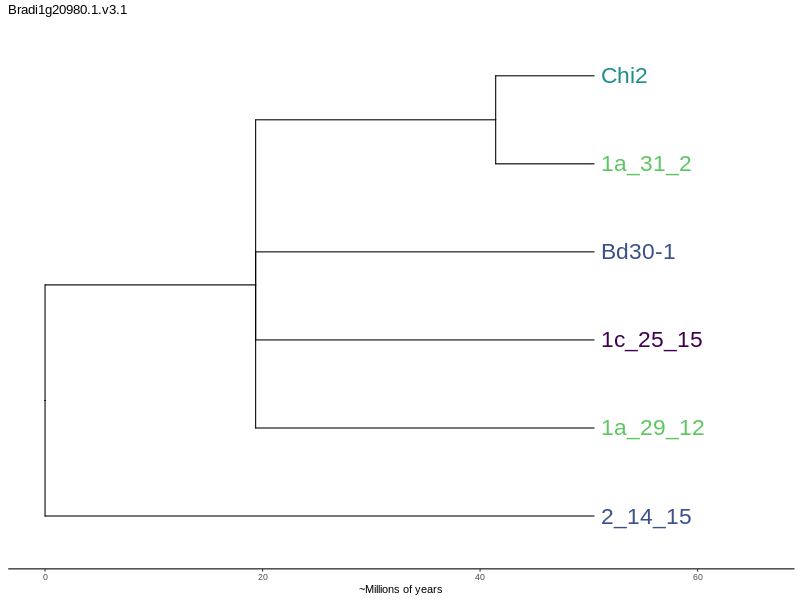 Bradi1g20980.1.v3.1
Chi2
1a_31_2
Bd30-1
1c_25_15
1a_29_12
2_14_15
0 20 40 60
~Millions of years